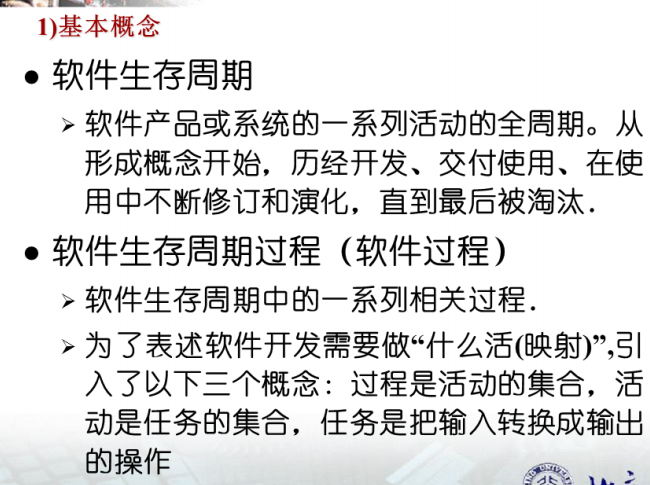 1)基本概念
● 软件生存周期
➢ 软件产品或系统的一系列活动的全周期。从
形成概念开始，历经开发、交付使用、在使
用中不断修订和演化，直到最后被淘汰．
● 软件生存周期过程（软件过程）
➢ 软件生存周期中的一系列相关过程．
➢ 为了表述软件开发需要做“什么活(映射)”,引
入了以下三个概念：过程是活动的集合，活
动是任务的集合，任务是把输入转换成输出
的操作